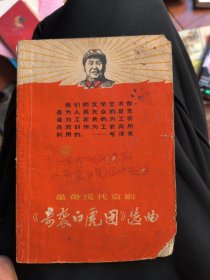 我们的文学艺术都
是为人民大众的,首先
是为工农兵的,为工农
兵而创作,为工农兵所
利用的。 ——毛泽东
革命现代京剧
《奇袭白虎团》选曲